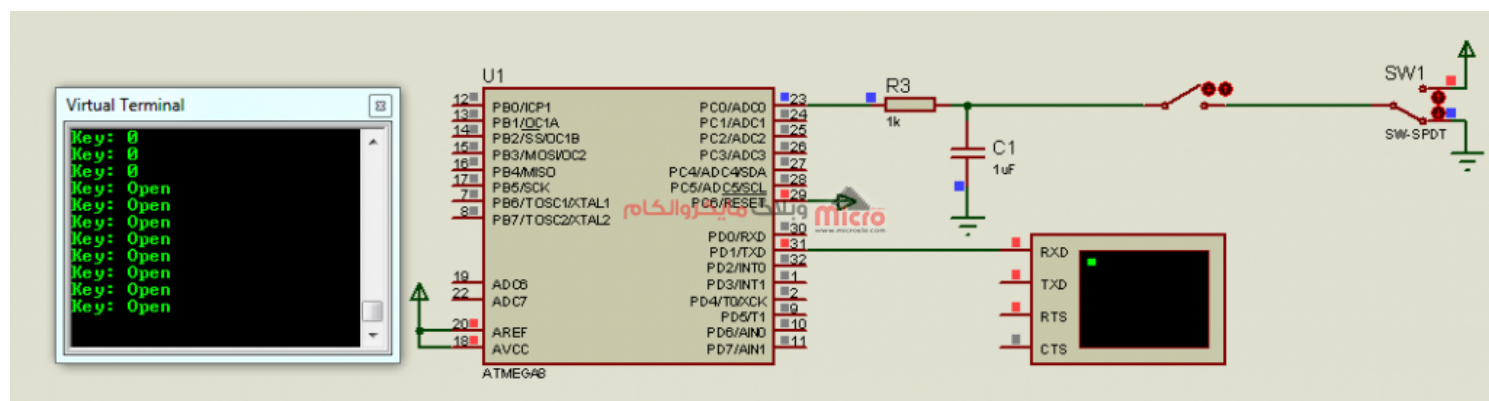 Virtual Terminal
Key: 0
Key: 0
Key: 0
Key: Open
Key: Open
Key: Open
Key: Open
Key: Open
Key: Open
Key: Open
Key: Open
U1
12 PB0/ICP1
13 PB1/OC1A
14 PB2/SS/OC1B
15 PB3/MOSI/OC2
16 PB4/MISO
17 PB5/SCK
7 PB6/TOSC1/XTAL1
8 PB7/TOSC2/XTAL2
19 ADC6
22 ADC7
20 AREF
18 AVCC
PC0/ADC0 23
PC1/ADC1 24
PC2/ADC2 25
PC3/ADC3 26
PC4/ADC4/SDA 27
PC5/ADC5/SCL 28
PC6/RESET 29
PD0/RXD 30
PD1/TXD 31
PD2/INT0 32
PD3/INT1 1
PD4/T0/XCK 2
PD5/T1 9
PD6/AIN0 10
PD7/AIN1 11
ATMEGA8
وبلاگ مایکروالکام
Micro
R3
1k
C1
1uF
SW1
SW-SPDT
RXD
TXD
RTS
CTS